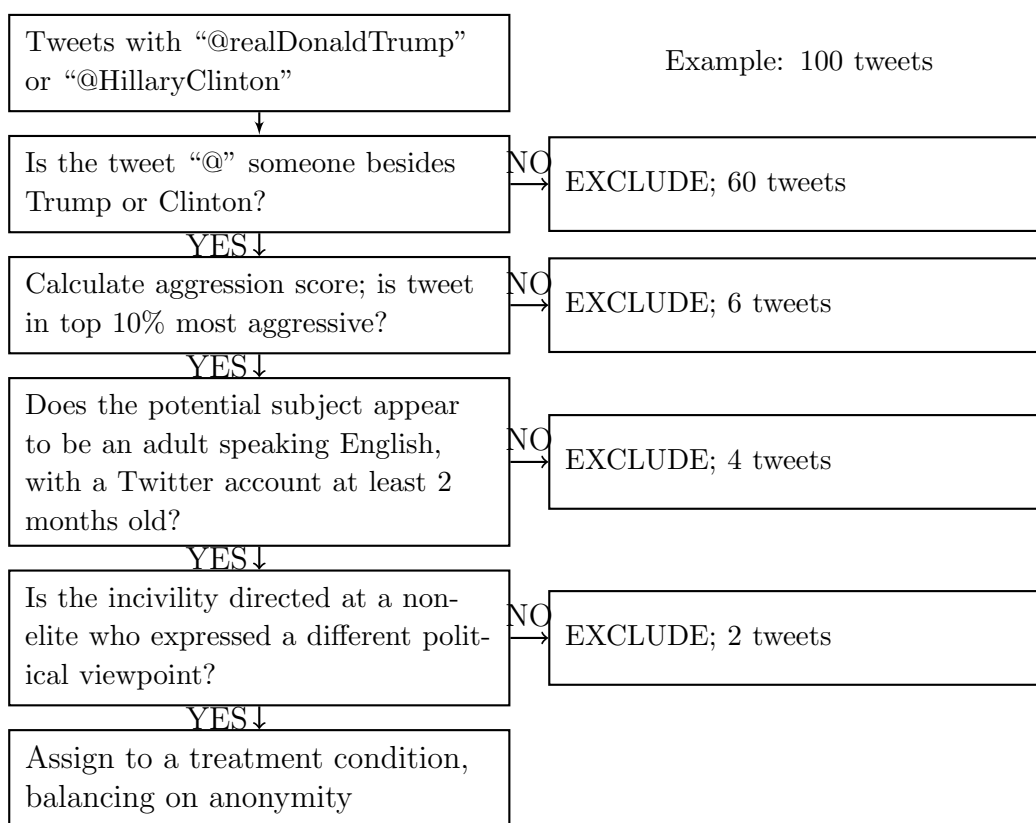 Tweets with “@realDonaldTrump”
or “@HillaryClinton”
Example: 100 tweets
Is the tweet “@” someone besides
Trump or Clinton?
NO
EXCLUDE; 60 tweets
YES
Calculate aggression score; is tweet
in top 10% most aggressive?
NO
EXCLUDE; 6 tweets
YES
Does the potential subject appear
to be an adult speaking English,
with a Twitter account at least 2
months old?
NO
EXCLUDE; 4 tweets
YES
Is the incivility directed at a non-
elite who expressed a different polit-
ical viewpoint?
NO
EXCLUDE; 2 tweets
YES
Assign to a treatment condition,
balancing on anonymity